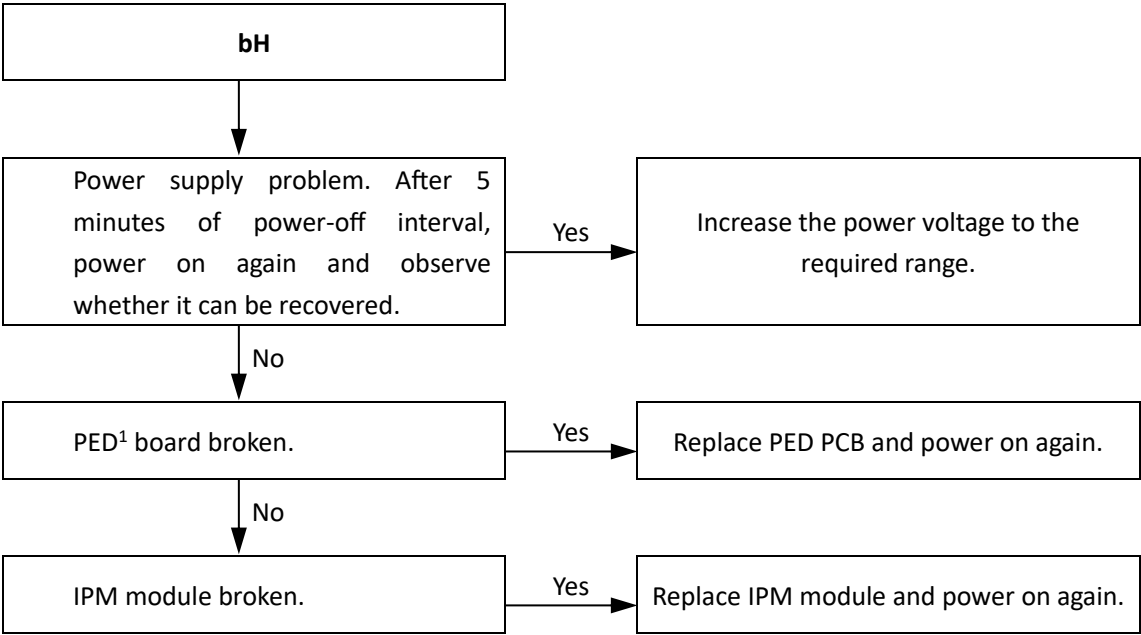 bH
Power supply problem. After 5
minutes of power-off interval,
power on again and observe
whether it can be recovered.
Yes
Increase the power voltage to the
required range.
No
PED¹ board broken.
Yes
Replace PED PCB and power on again.
No
IPM module broken.
Yes
Replace IPM module and power on again.